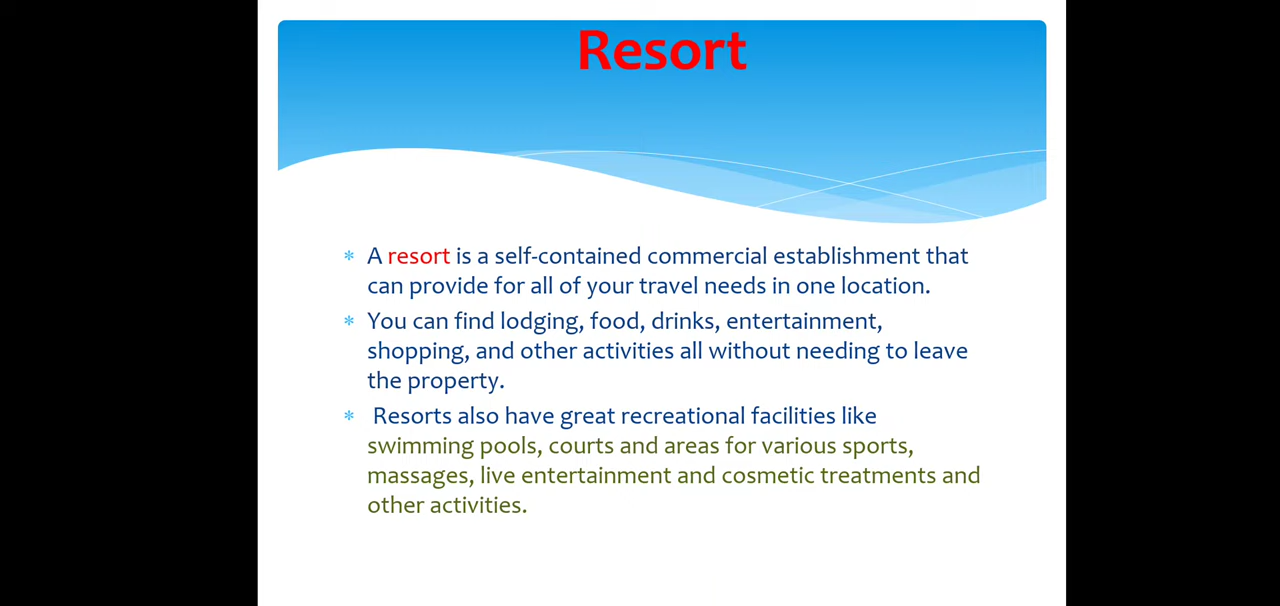 Resort
* A resort is a self-contained commercial establishment that
can provide for all of your travel needs in one location.
* You can find lodging, food, drinks, entertainment,
shopping, and other activities all without needing to leave
the property.
* Resorts also have great recreational facilities like
swimming pools, courts and areas for various sports,
massages, live entertainment and cosmetic treatments and
other activities.